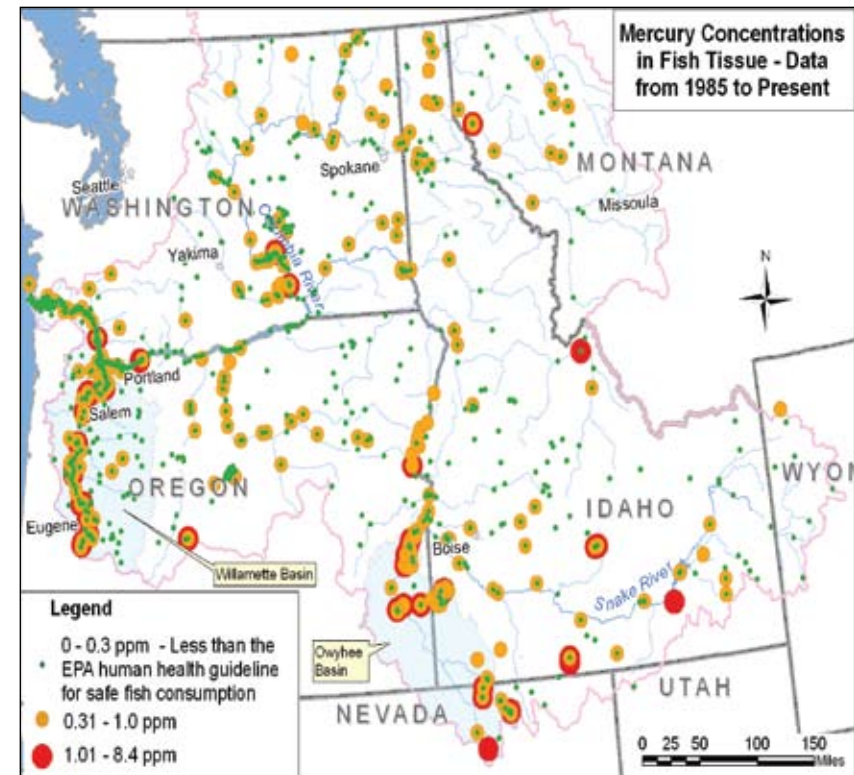 Mercury Concentrations
in Fish Tissue - Data
from 1985 to Present
MONTANA
Spokane
Seattle
WASHINGTON
Missoula
Columbia River
Yakima
N
Portland
Salem
WYOM
OREGON
IDAHO
Eugene
Boise
Willamette Basin
Snake River
Legend
0 - 0.3 ppm - Less than the
EPA human health guideline
for safe fish consumption
0.31 - 1.0 ppm
1.01 - 8.4 ppm
Owyhee
Basin
UTAH
NEVADA
0 25 50 100 150
Miles